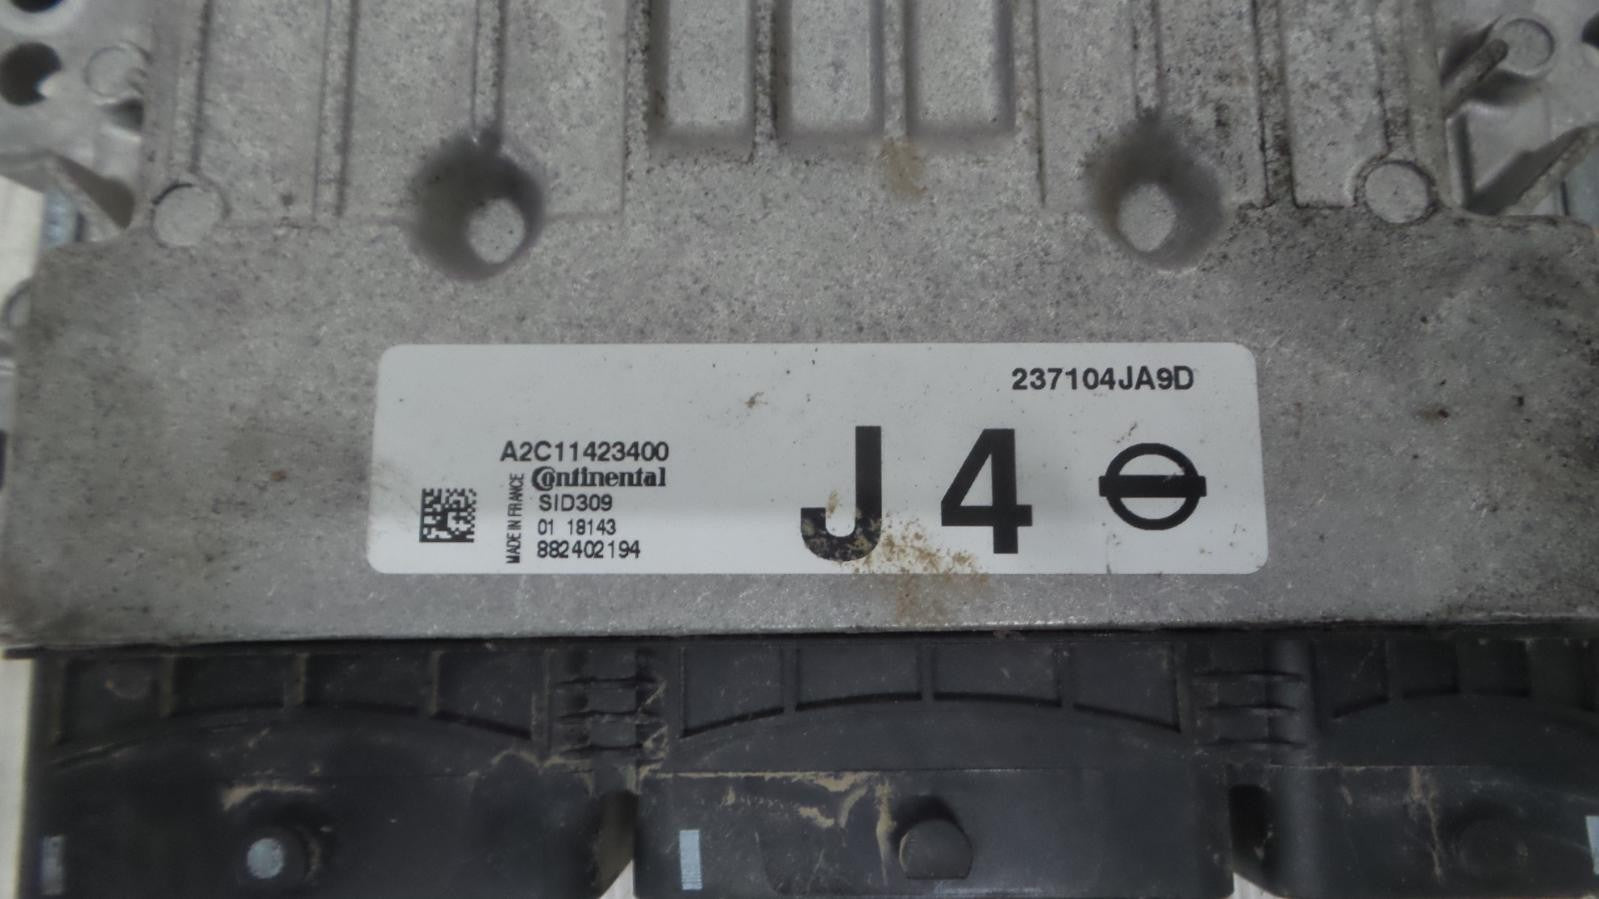 237104JA9D
A2C11423400
Continental
SID309
01 18143
882402194
MADE IN FRANCE
J4